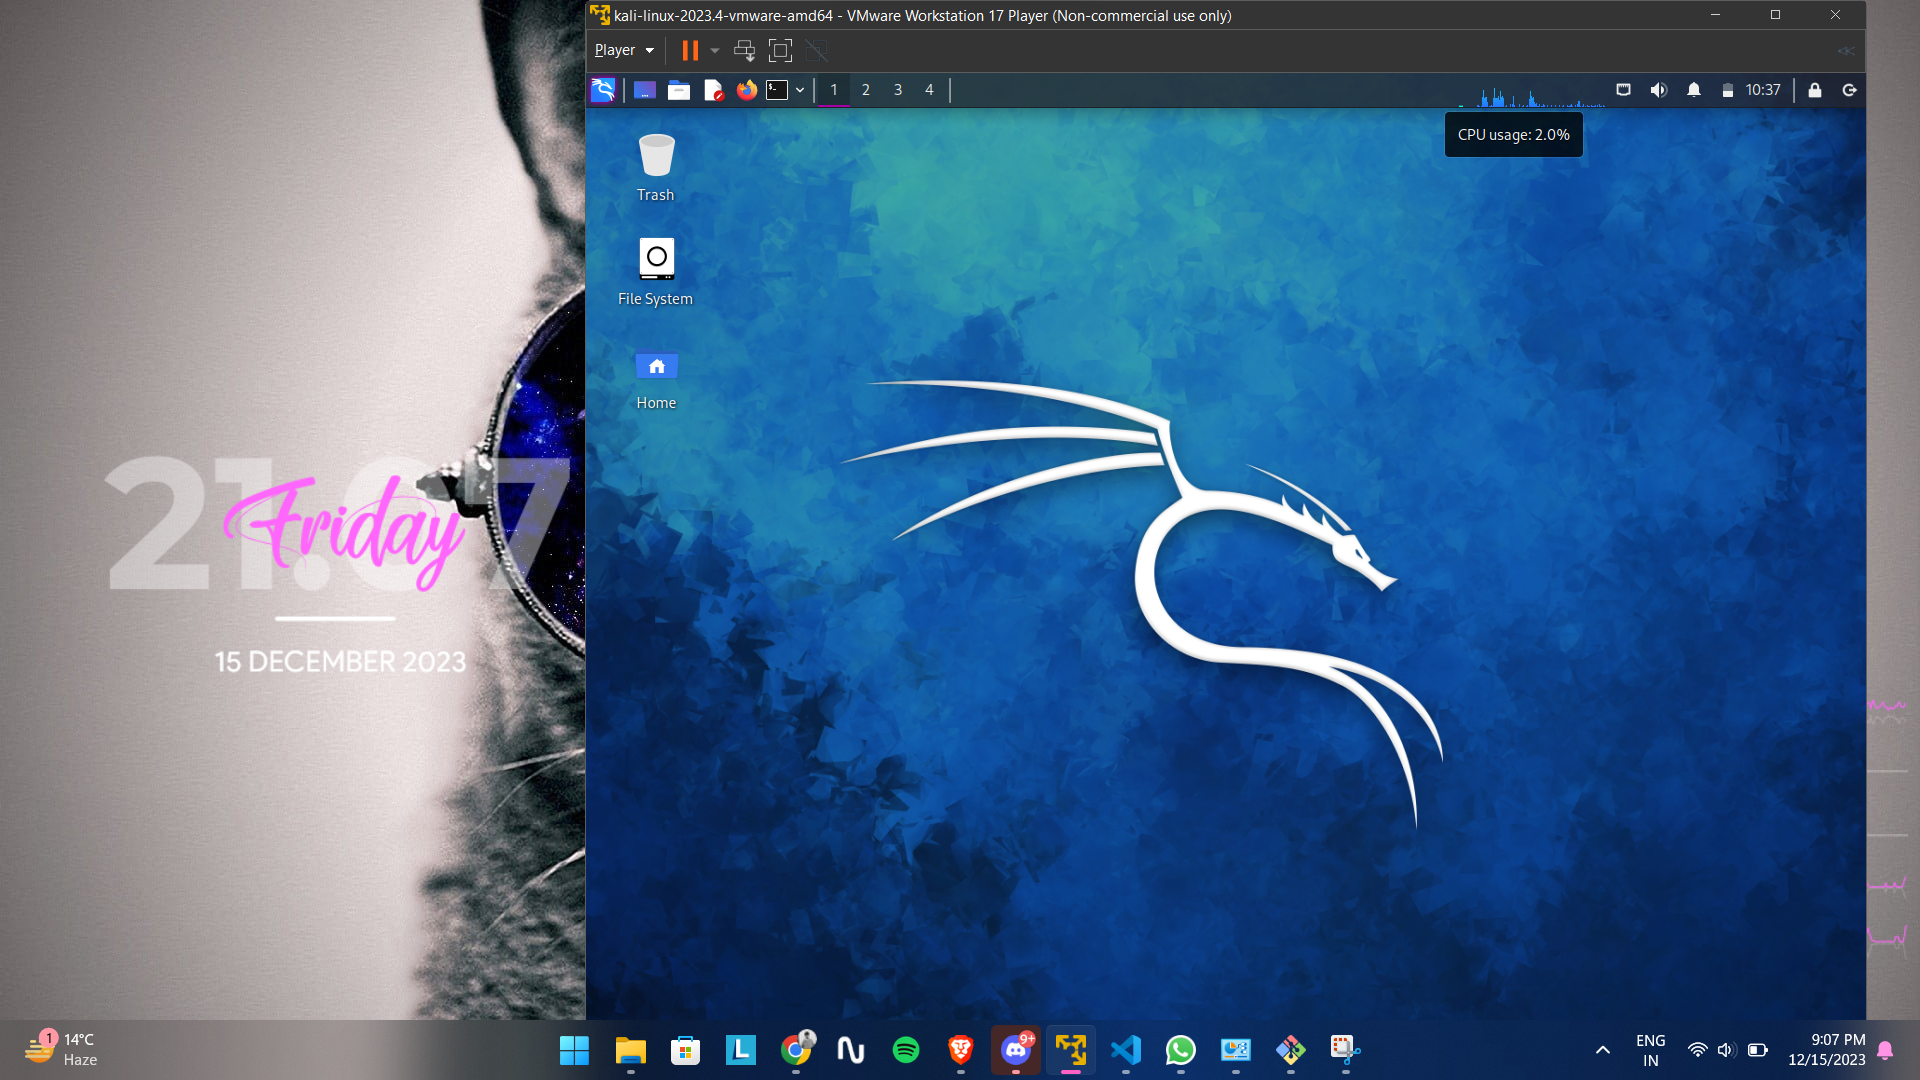 kali-linux-2023.4-vmware-amd64 - VMware Workstation 17 Player (Non-commercial use only)
Player
1 2 3 4
10:37
CPU usage: 2.0%
Trash
File System
Home
21.07
Friday
15 DECEMBER 2023
1
14°C
Haze
L
9+
ENG
IN
9:07 PM
12/15/2023